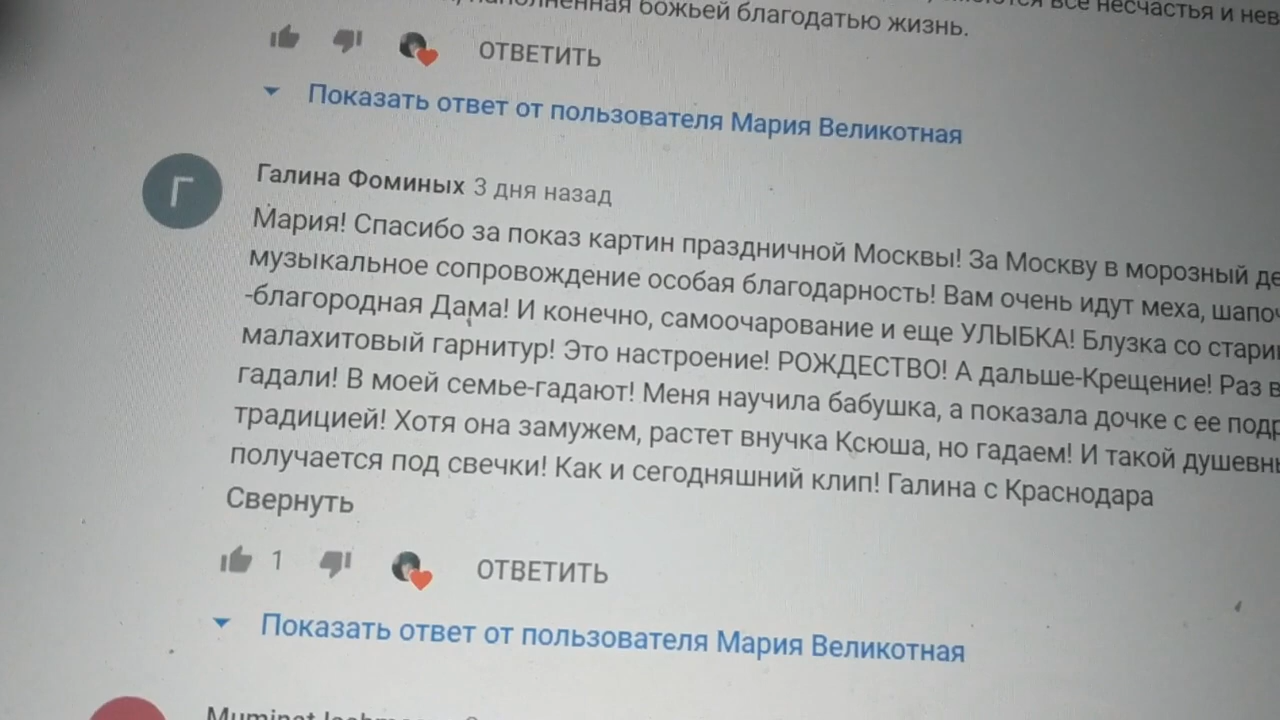 наполненная божьей благодатью жизнь.
все несчастья и
ОТВЕТИТЬ
Показать ответ от пользователя Мария Великотная
Г
Галина Фоминых 3 дня назад
Мария! Спасибо за показ картин праздничной Москвы! За Москву в морозный
музыкальное сопровождение особая благодарность! Вам очень идут меха,
-благородная Дама! И конечно, самоочарование и еще УЛЫБКА! Блузка со
малахитовый гарнитур! Это настроение! РОЖДЕСТВО! А дальше-Крещение! Раз в
гадали! В моей семье-гадают! Меня научила бабушка, а показала дочке с ее
традицией! Хотя она замужем, растет внучка Ксюша, но гадаем! И такой
получается под свечки! Как и сегодняшний клип! Галина с Краснодара
Свернуть
1 ОТВЕТИТЬ
Показать ответ от пользователя Мария Великотная